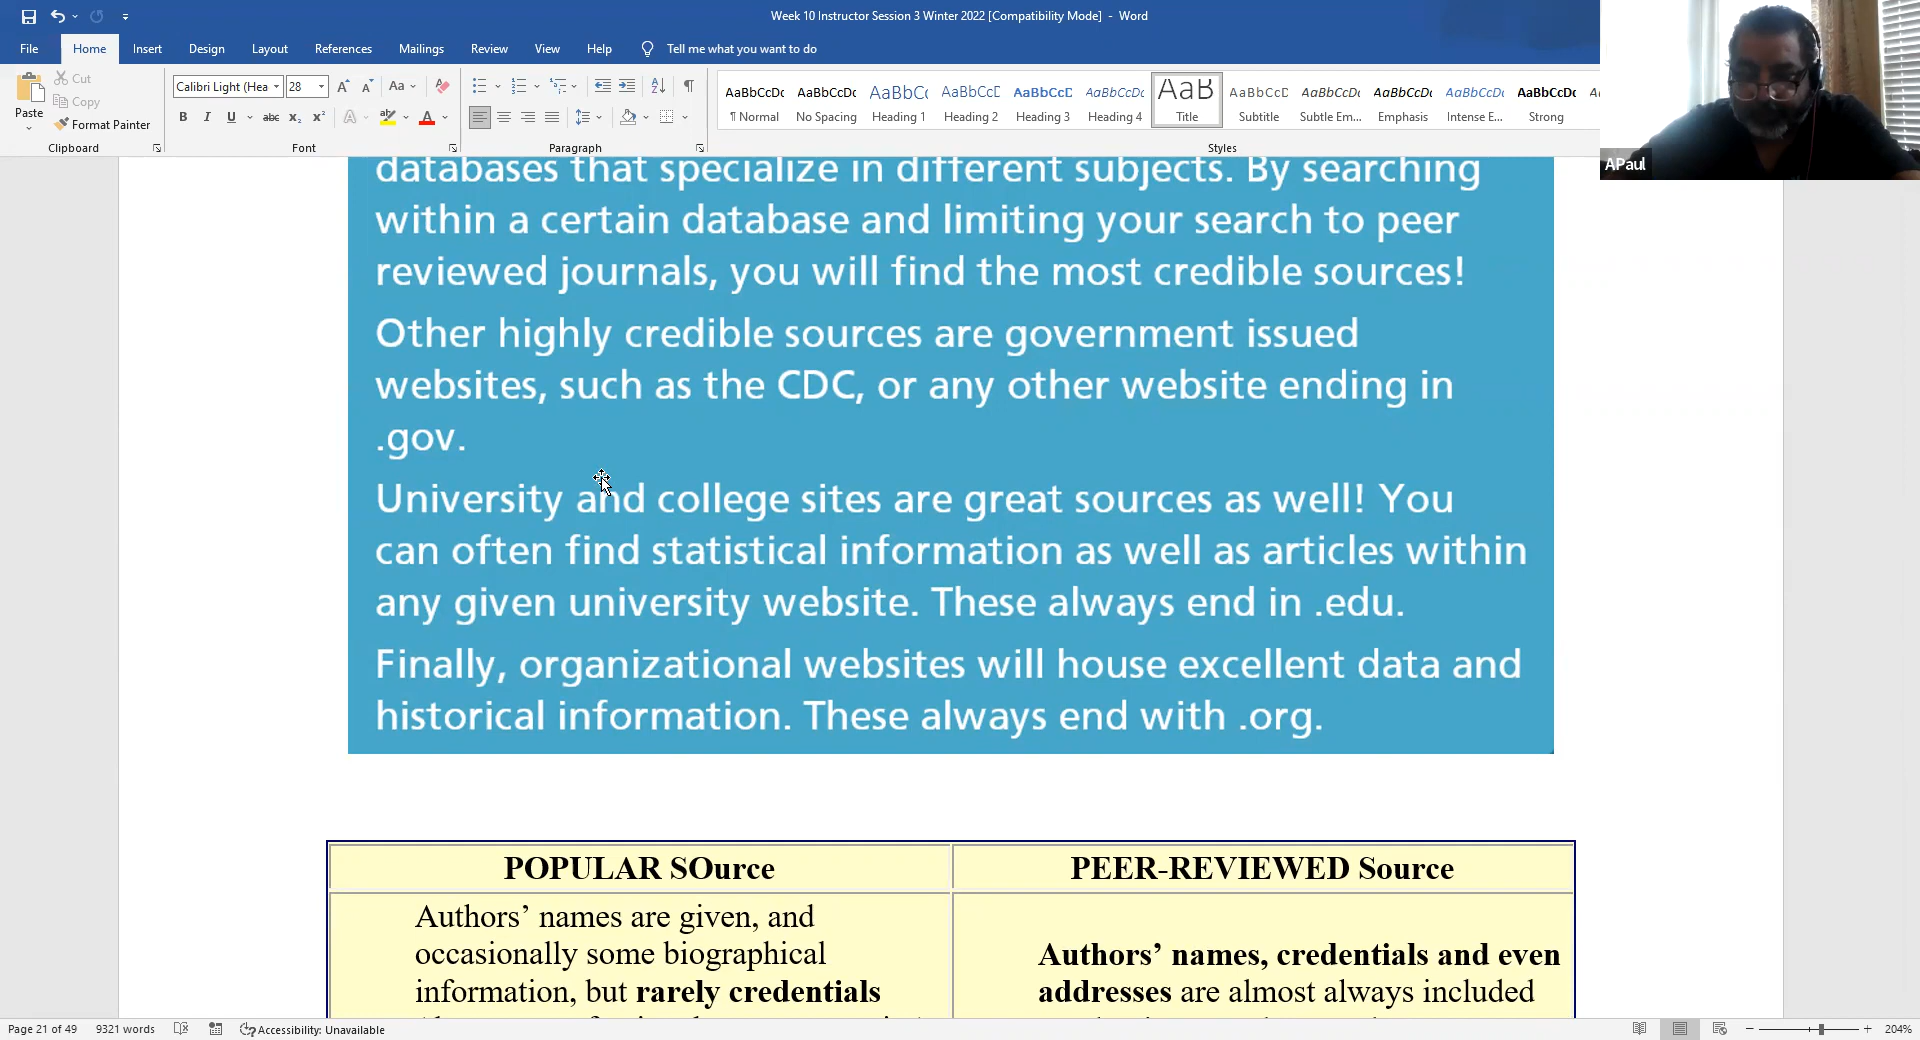 Week 10 Instructor Session 3 Winter 2022 [Compatibility Mode] - Word
File Home Insert Design Layout References Mailings Review View Help Tell me what you want to do
Paste
Cut
Copy
Format Painter
Clipboard
Calibri Light (Hea 28
Aa
B I U abc x₂ x² A A
Font
Paragraph
AaBbCcDc AaBbCcDc AaBbC( AaBbCcD AaBbCcD AaBbCcDc AaB AaBbCcD AaBbCcDc AaBbCcDc AaBbCcDc AaBbCcDc
¶ Normal No Spacing Heading 1 Heading 2 Heading 3 Heading 4 Title Subtitle Subtle Em... Emphasis Intense E... Strong
Styles
APaul
databases that specialize in different subjects. By searching
within a certain database and limiting your search to peer
reviewed journals, you will find the most credible sources!
Other highly credible sources are government issued
websites, such as the CDC, or any other website ending in
.gov.
University and college sites are great sources as well! You
can often find statistical information as well as articles within
any given university website. These always end in .edu.
Finally, organizational websites will house excellent data and
historical information. These always end with .org.
POPULAR SOurce
PEER-REVIEWED Source
Authors’ names are given, and
occasionally some biographical
information, but rarely credentials
Authors’ names, credentials and even
addresses are almost always included
Page 21 of 49 9321 words Accessibility: Unavailable 204%